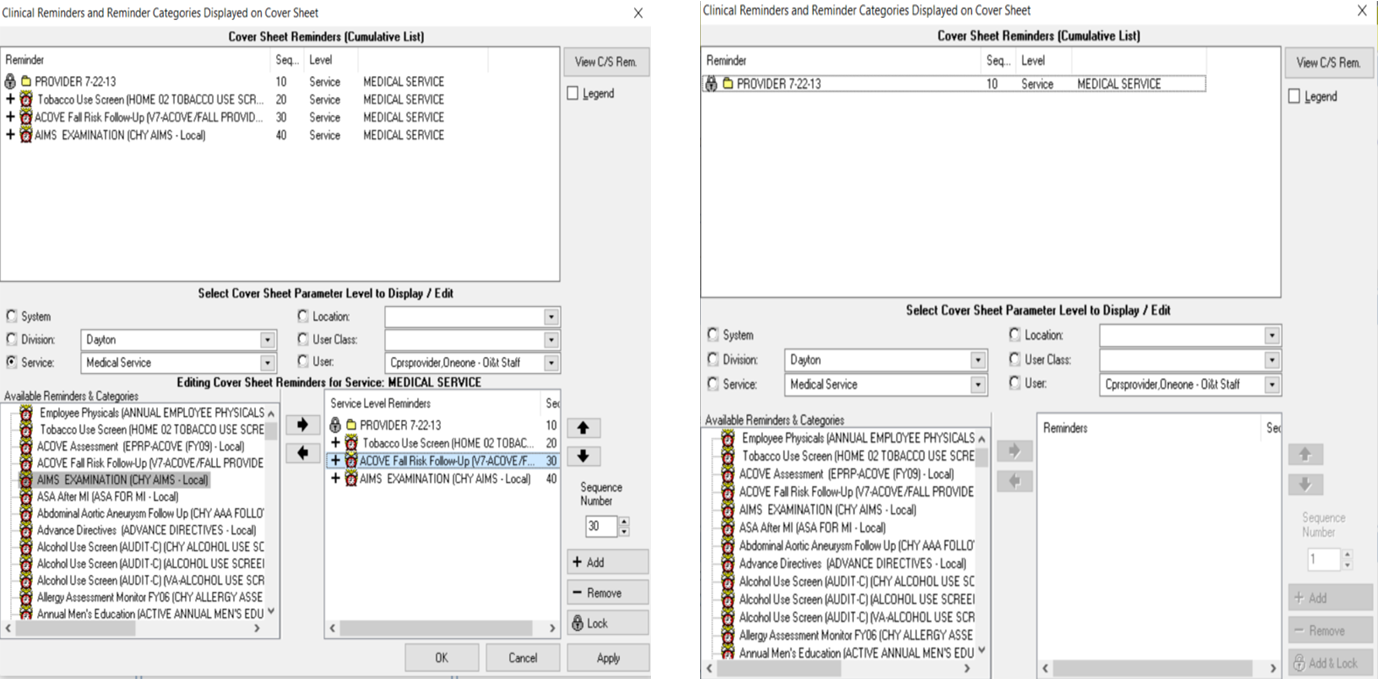 Clinical Reminders and Reminder Categories Displayed on Cover Sheet
Cover Sheet Reminders (Cumulative List)
Reminder Seq... Level
PROVIDER 7-22-13 10 Service MEDICAL SERVICE
Tobacco Use Screen (HOME 02 TOBACCO USE SCR... 20 Service MEDICAL SERVICE
ACOVE Fall Risk Follow-Up (V7-ACOVE/FALL PROVID... 30 Service MEDICAL SERVICE
AIMS EXAMINATION (CHY AIMS - Local) 40 Service MEDICAL SERVICE
View C/S Rem.
Legend
Select Cover Sheet Parameter Level to Display / Edit
System Location:
Division: Dayton User Class:
Service: Medical Service User: Cprsprovider,Oneone - Oi&t Staff
Editing Cover Sheet Reminders for Service: MEDICAL SERVICE
Available Reminders & Categories
Employee Physicals (ANNUAL EMPLOYEE PHYSICALS
Tobacco Use Screen (HOME 02 TOBACCO USE SCRE
ACOVE Assessment (EPRP-ACOVE (FY09) - Local)
ACOVE Fall Risk Follow-Up (V7-ACOVE/FALL PROVIDE
AIMS EXAMINATION (CHY AIMS - Local)
ASA After MI (ASA FOR MI - Local)
Abdominal Aortic Aneurysm Follow Up (CHY AAA FOLLO
Advance Directives (ADVANCE DIRECTIVES - Local)
Alcohol Use Screen (AUDIT-C) (CHY ALCOHOL USE SC
Alcohol Use Screen (AUDIT-C) (ALCOHOL USE SCREEI
Alcohol Use Screen (AUDIT-C) (VA-ALCOHOL USE SCR
Allergy Assessment Monitor FY06 (CHY ALLERGY ASSE
Annual Men's Education (ACTIVE ANNUAL MEN'S EDU
Service Level Reminders Sec
PROVIDER 7-22-13 10
Tobacco Use Screen (HOME 02 TOBAC... 20
ACOVE Fall Risk Follow-Up (V7-ACOVE/F... 30
AIMS EXAMINATION (CHY AIMS - Local) 40
Sequence
Number
30
Add
Remove
Lock
OK Cancel Apply
Clinical Reminders and Reminder Categories Displayed on Cover Sheet
Cover Sheet Reminders (Cumulative List)
Reminder Seq... Level
PROVIDER 7-22-13 10 Service MEDICAL SERVICE
View C/S Rem.
Legend
Select Cover Sheet Parameter Level to Display / Edit
System Location:
Division: Dayton User Class:
Service: Medical Service User: Cprsprovider,Oneone - Oi&t Staff
Available Reminders & Categories
Employee Physicals (ANNUAL EMPLOYEE PHYSICALS
Tobacco Use Screen (HOME 02 TOBACCO USE SCRE
ACOVE Assessment (EPRP-ACOVE (FY09) - Local)
ACOVE Fall Risk Follow-Up (V7-ACOVE/FALL PROVIDE
AIMS EXAMINATION (CHY AIMS - Local)
ASA After MI (ASA FOR MI - Local)
Abdominal Aortic Aneurysm Follow Up (CHY AAA FOLLO
Advance Directives (ADVANCE DIRECTIVES - Local)
Alcohol Use Screen (AUDIT-C) (CHY ALCOHOL USE SC
Alcohol Use Screen (AUDIT-C) (ALCOHOL USE SCREEI
Alcohol Use Screen (AUDIT-C) (VA-ALCOHOL USE SCR
Allergy Assessment Monitor FY06 (CHY ALLERGY ASSE
Annual Men's Education (ACTIVE ANNUAL MEN'S EDU
Reminders Sec
Sequence
Number
1
Add
Remove
Add & Lock